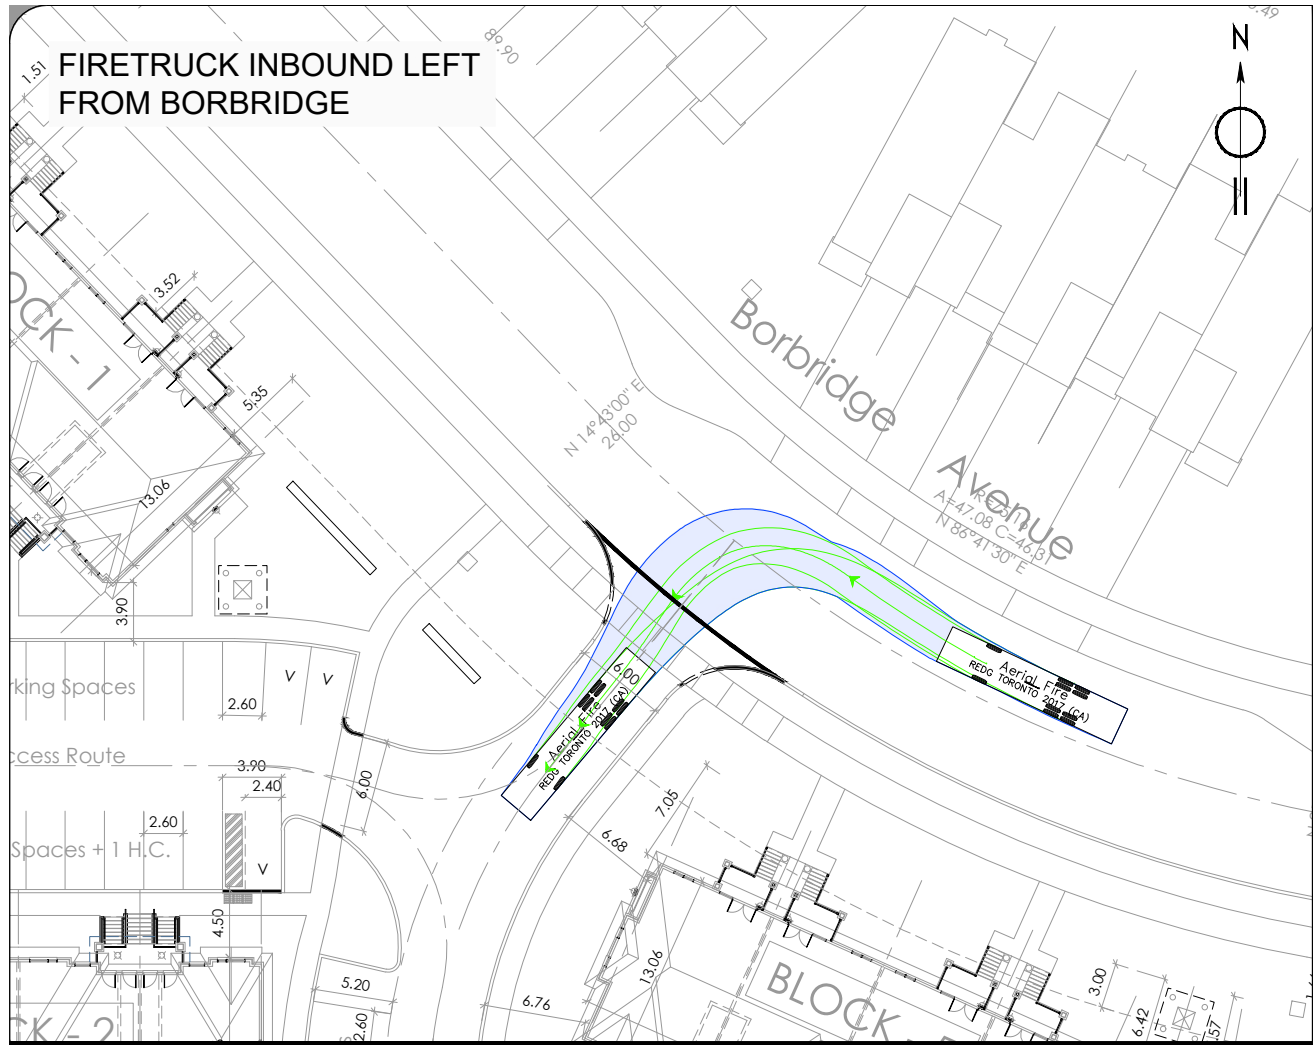 FIRETRUCK INBOUND LEFT
FROM BORBRIDGE
1.51
89.90
N
3.52
5.35
13.06
3.90
- 1
Borbridge
Avenue
N 14°43'00" E
26.00
A=47.08 C=46.31
N 86°41'30" E
Aerial Fire
REDG TORONTO 2017 (CA)
6.00
Aerial Fire
REDG TORONTO 2017 (CA)
rking Spaces
2.60
ccess Route
3.90
2.40
6.00
2.60
Spaces + 1 H.C.
V
V
V
4.50
5.20
2.60
6.76
6.68
7.05
13.06
BLOCK -
3.00
6.42
.57
CK - 2